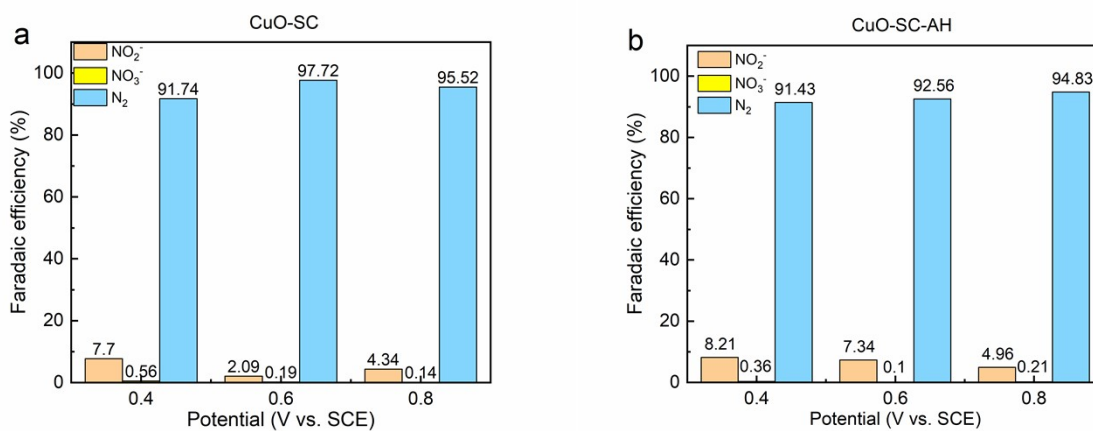 a
CuO-SC
NO₂⁻
NO₃⁻
N₂
Faradaic efficiency (%)
100
80
60
40
20
0
91.74
97.72
95.52
7.7
0.56
2.09
0.19
4.34
0.14
0.4
0.6
0.8
Potential (V vs. SCE)
b
CuO-SC-AH
NO₂⁻
NO₃⁻
N₂
Faradaic efficiency (%)
100
80
60
40
20
0
91.43
92.56
94.83
8.21
0.36
7.34
0.1
4.96
0.21
0.4
0.6
0.8
Potential (V vs. SCE)